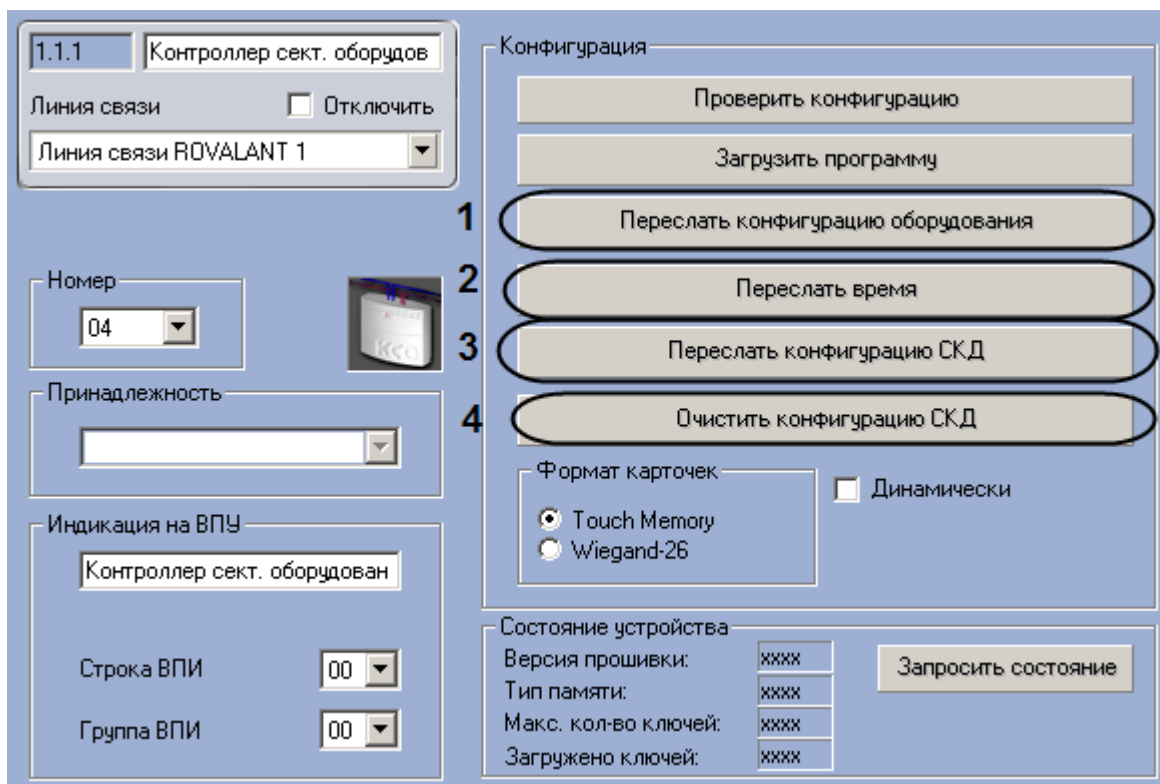 1.1.1 Контроллер сект. оборудов
Линия связи Отключить
Линия связи ROVALANT 1
Номер
04
КСО
Принадлежность
Индикация на ВПУ
Контроллер сект. оборудован
Строка ВПИ 00
Группа ВПИ 00
Конфигурация
Проверить конфигурацию
Загрузить программу
1 Переслать конфигурацию оборудования
2 Переслать время
3 Переслать конфигурацию СКД
4 Очистить конфигурацию СКД
Формат карточек
Touch Memory
Wiegand-26
Динамически
Состояние устройства
Версия прошивки: xxxx
Тип памяти: xxxx
Макс. кол-во ключей: xxxx
Загружено ключей: xxxx
Запросить состояние